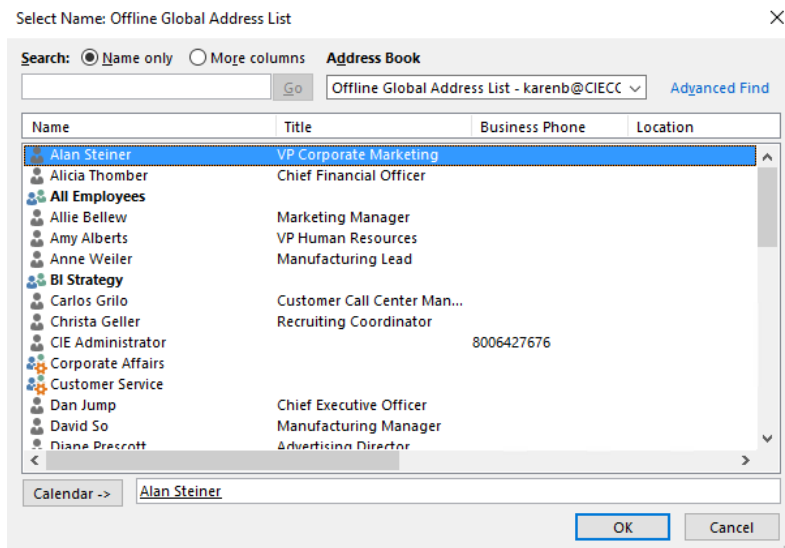 Select Name: Offline Global Address List
Search: Name only More columns Address Book
Go Offline Global Address List - karenb@CIECC Advanced Find
Name Title Business Phone Location
Alan Steiner VP Corporate Marketing
Alicia Thomber Chief Financial Officer
All Employees
Allie Bellew Marketing Manager
Amy Alberts VP Human Resources
Anne Weiler Manufacturing Lead
BI Strategy
Carlos Grilo Customer Call Center Man...
Christa Geller Recruiting Coordinator
CIE Administrator 8006427676
Corporate Affairs
Customer Service
Dan Jump Chief Executive Officer
David So Manufacturing Manager
Diane Prescott Advertising Director
Calendar -> Alan Steiner
OK Cancel